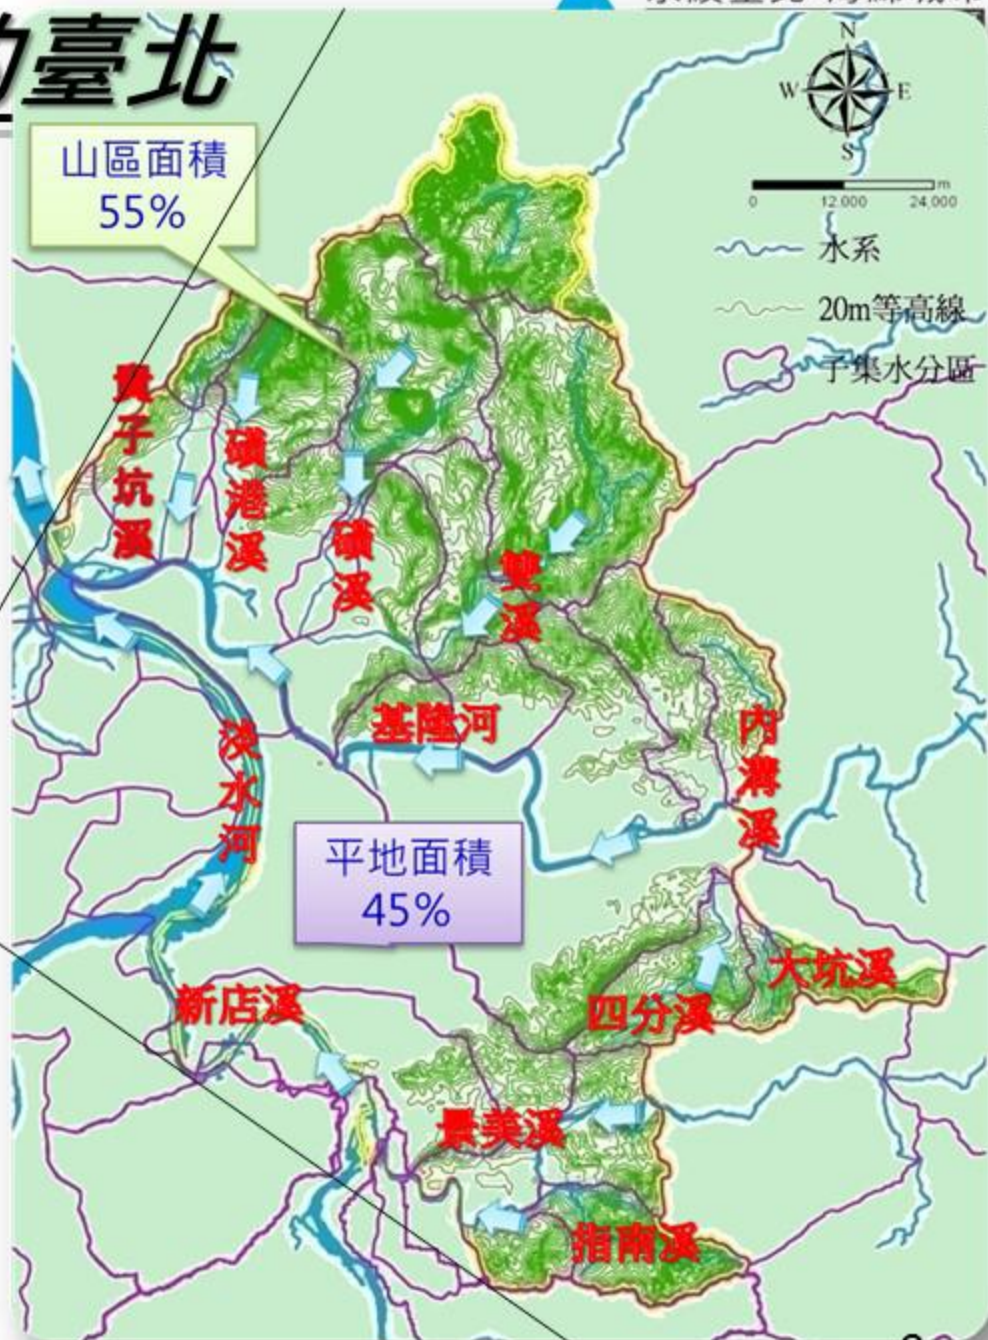 臺北
N
W E
S
m
0 12,000 24,000
水系
20m等高線
子集水分區
山區面積
55%
貴子坑溪
磺港溪
磺溪
雙溪
基隆河
淡水河
內溝溪
平地面積
45%
新店溪
四分溪
大坑溪
景美溪
指南溪